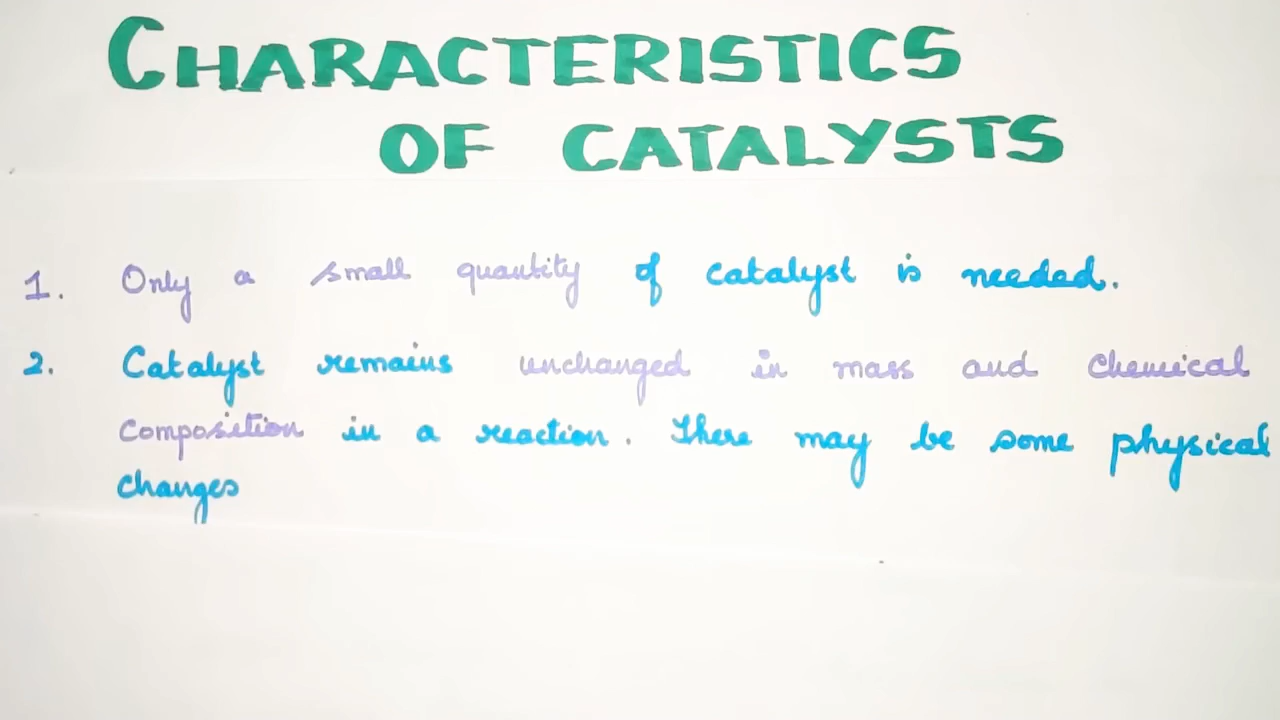 CHARACTERISTICS
OF CATALYSTS
1. Only a small quantity of catalyst is needed.
2. Catalyst remains unchanged in mass and chemical
composition in a reaction. There may be some physical
changes